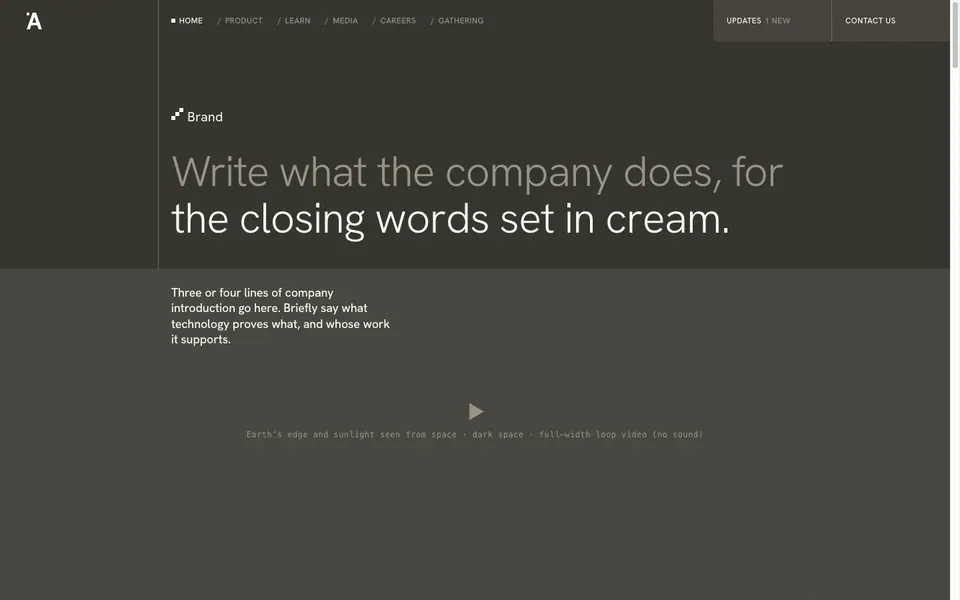 A
HOME / PRODUCT / LEARN / MEDIA / CAREERS / GATHERING
UPDATES 1 NEW
CONTACT US
Brand
Write what the company does, for
the closing words set in cream.
Three or four lines of company
introduction go here. Briefly say what
technology proves what, and whose work
it supports.
Earth's edge and sunlight seen from space · dark space · full-width loop video (no sound)